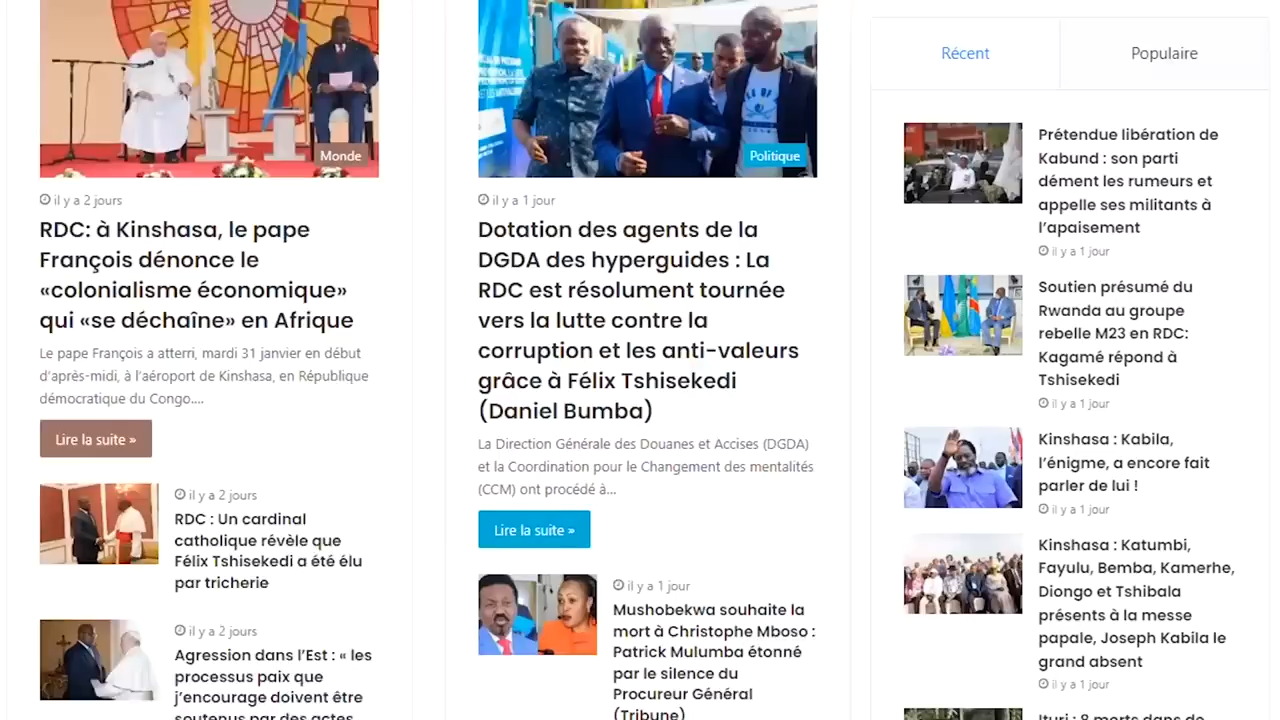 Monde
il y a 2 jours
RDC: à Kinshasa, le pape
François dénonce le
«colonialisme économique»
qui «se déchaîne» en Afrique
Le pape François a atterri, mardi 31 janvier en début
d'après-midi, à l'aéroport de Kinshasa, en République
démocratique du Congo....
Lire la suite »
il y a 2 jours
RDC : Un cardinal
catholique révèle que
Félix Tshisekedi a été élu
par tricherie
il y a 2 jours
Agression dans l'Est : « les
processus paix que
j'encourage doivent être
soutenus par des actes
Politique
il y a 1 jour
Dotation des agents de la
DGDA des hyperguides : La
RDC est résolument tournée
vers la lutte contre la
corruption et les anti-valeurs
grâce à Félix Tshisekedi
(Daniel Bumba)
La Direction Générale des Douanes et Accises (DGDA)
et la Coordination pour le Changement des mentalités
(CCM) ont procédé à...
Lire la suite »
il y a 1 jour
Mushobekwa souhaite la
mort à Christophe Mboso :
Patrick Mulumba étonné
par le silence du
Procureur Général
(Tribune)
Récent
Populaire
Prétendue libération de
Kabund : son parti
dément les rumeurs et
appelle ses militants à
l'apaisement
il y a 1 jour
Soutien présumé du
Rwanda au groupe
rebelle M23 en RDC:
Kagamé répond à
Tshisekedi
il y a 1 jour
Kinshasa : Kabila,
l'énigme, a encore fait
parler de lui !
il y a 1 jour
Kinshasa : Katumbi,
Fayulu, Bemba, Kamerhe,
Diongo et Tshibala
présents à la messe
papale, Joseph Kabila le
grand absent
il y a 1 jour
Ituri : 8 morts dans de